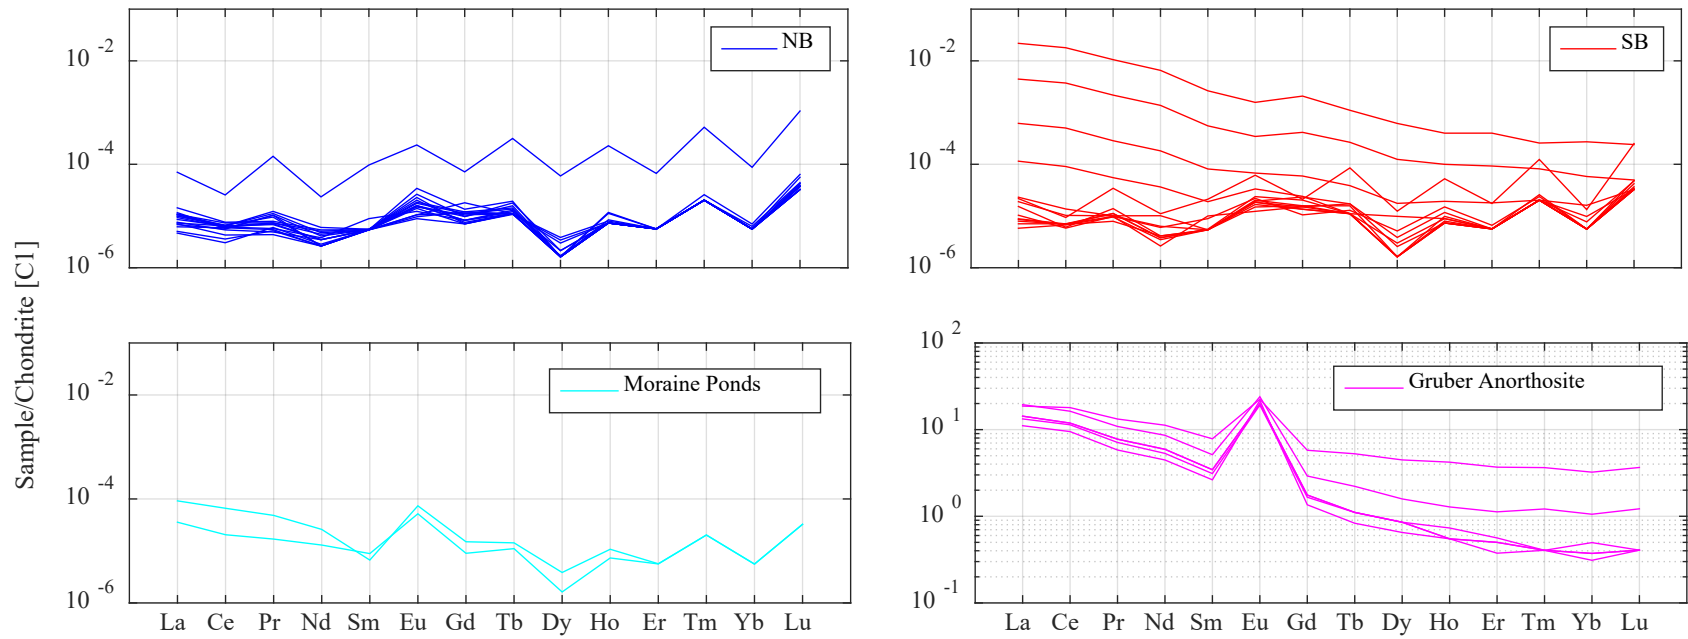 NB
10 -2
10 -4
10 -6
SB
10 -2
10 -4
10 -6
Sample/Chondrite [C1]
Moraine Ponds
10 -2
10 -4
10 -6
La Ce Pr Nd Sm Eu Gd Tb Dy Ho Er Tm Yb Lu
Gruber Anorthosite
10 2
10 1
10 0
10 -1
La Ce Pr Nd Sm Eu Gd Tb Dy Ho Er Tm Yb Lu